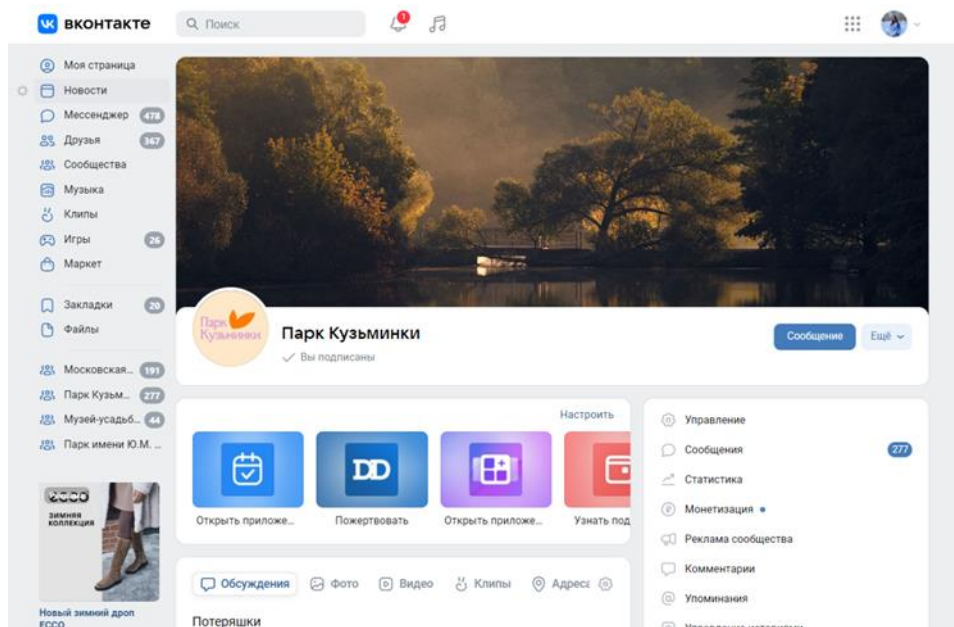 вконтакте
Поиск
1
Моя страница
Новости
Мессенджер 478
Друзья 367
Сообщества
Музыка
Клипы
Игры 26
Маркет
Закладки 20
Файлы
Московская... 191
Парк Кузьм... 277
Музей-усадьб... 44
Парк имени Ю.М. ...
ЗИМНЯЯ
КОЛЛЕКЦИЯ
Новый зимний дроп
ECCO
Парк
Кузьминки
Парк Кузьминки
Вы подписаны
Сообщение
Ещё
Настроить
Открыть приложе...
Пожертвовать
Открыть приложе...
Узнать под
Обсуждения
Фото
Видео
Клипы
Адреса
Потеряшки
Управление
Сообщения 277
Статистика
Монетизация
Реклама сообщества
Комментарии
Упоминания
Управление историями